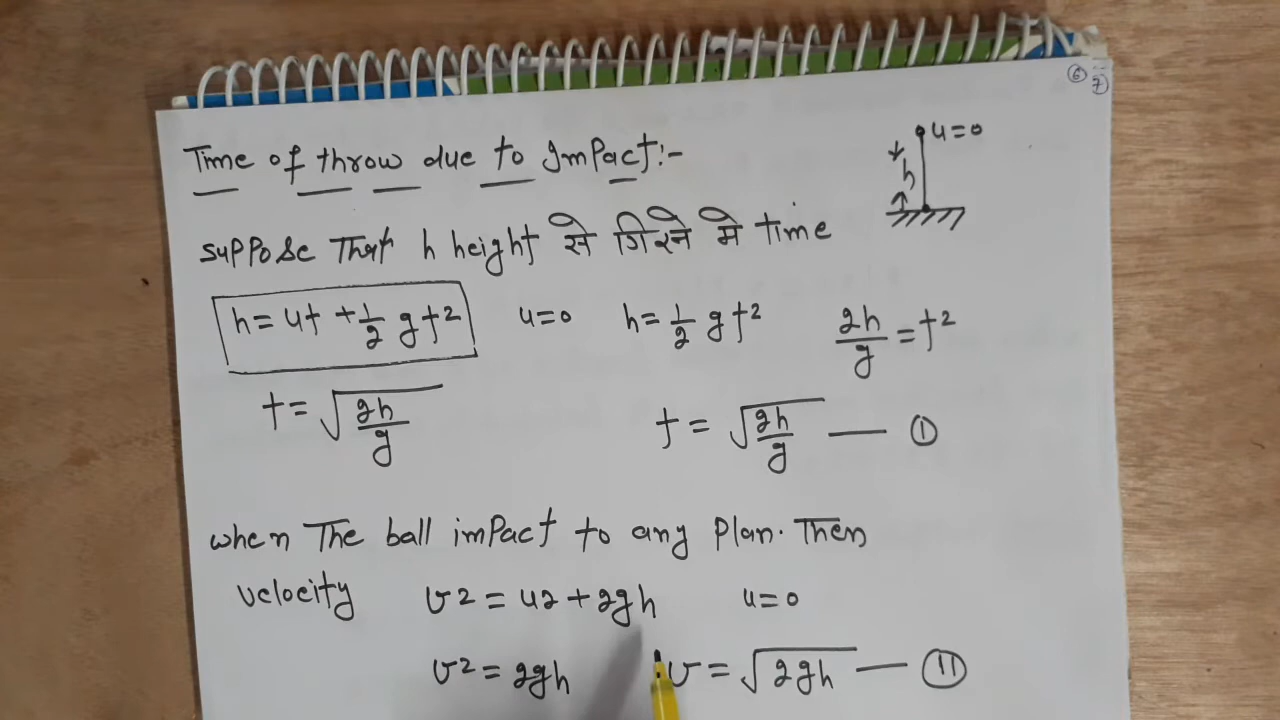 ⑥ ⑦
Time of throw due to Impact:-
u=0
h
suppose That h height से गिरने मे time
h = ut + 1/2 gt² u=0 h = 1/2 gt² 2h/g = t²
t = √(2h/g) t = √(2h/g) — ①
when The ball impact to any plan. Then
velocity v² = u2 + 2gh u=0
v² = 2gh v = √2gh — ⑪